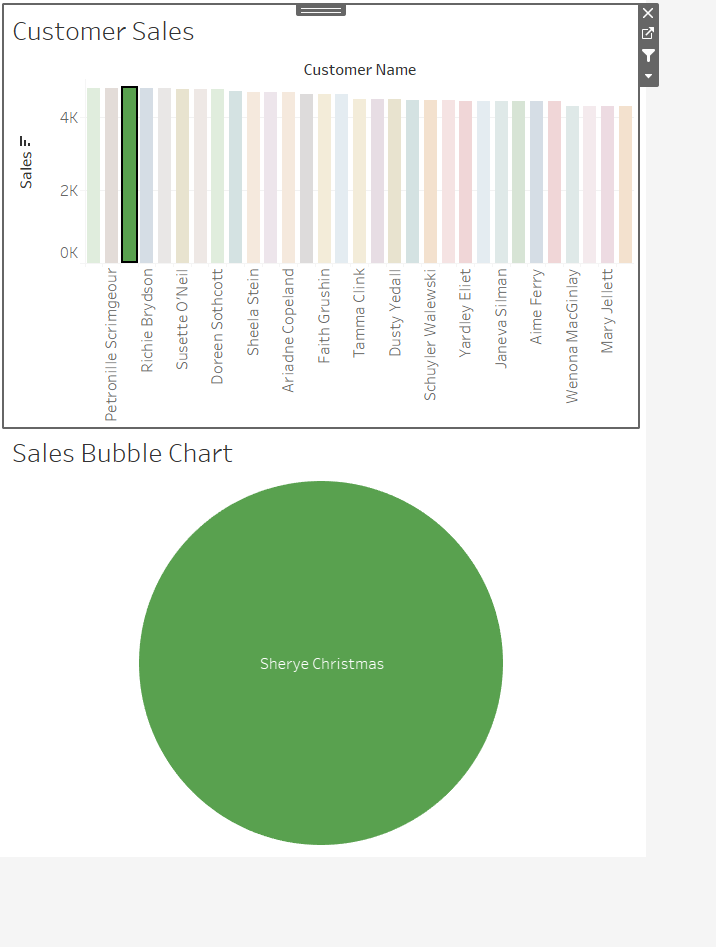 Customer Sales
Customer Name
Sales
4K
2K
0K
Petronille Scrimgeour
Richie Brydson
Susette O'Neil
Doreen Sothcott
Sheela Stein
Ariadne Copeland
Faith Grushin
Tamma Clink
Dusty Yedall
Schuyler Walewski
Yardley Eliet
Janeva Silman
Aime Ferry
Wenona MacGinlay
Mary Jellett
Sales Bubble Chart
Sherye Christmas